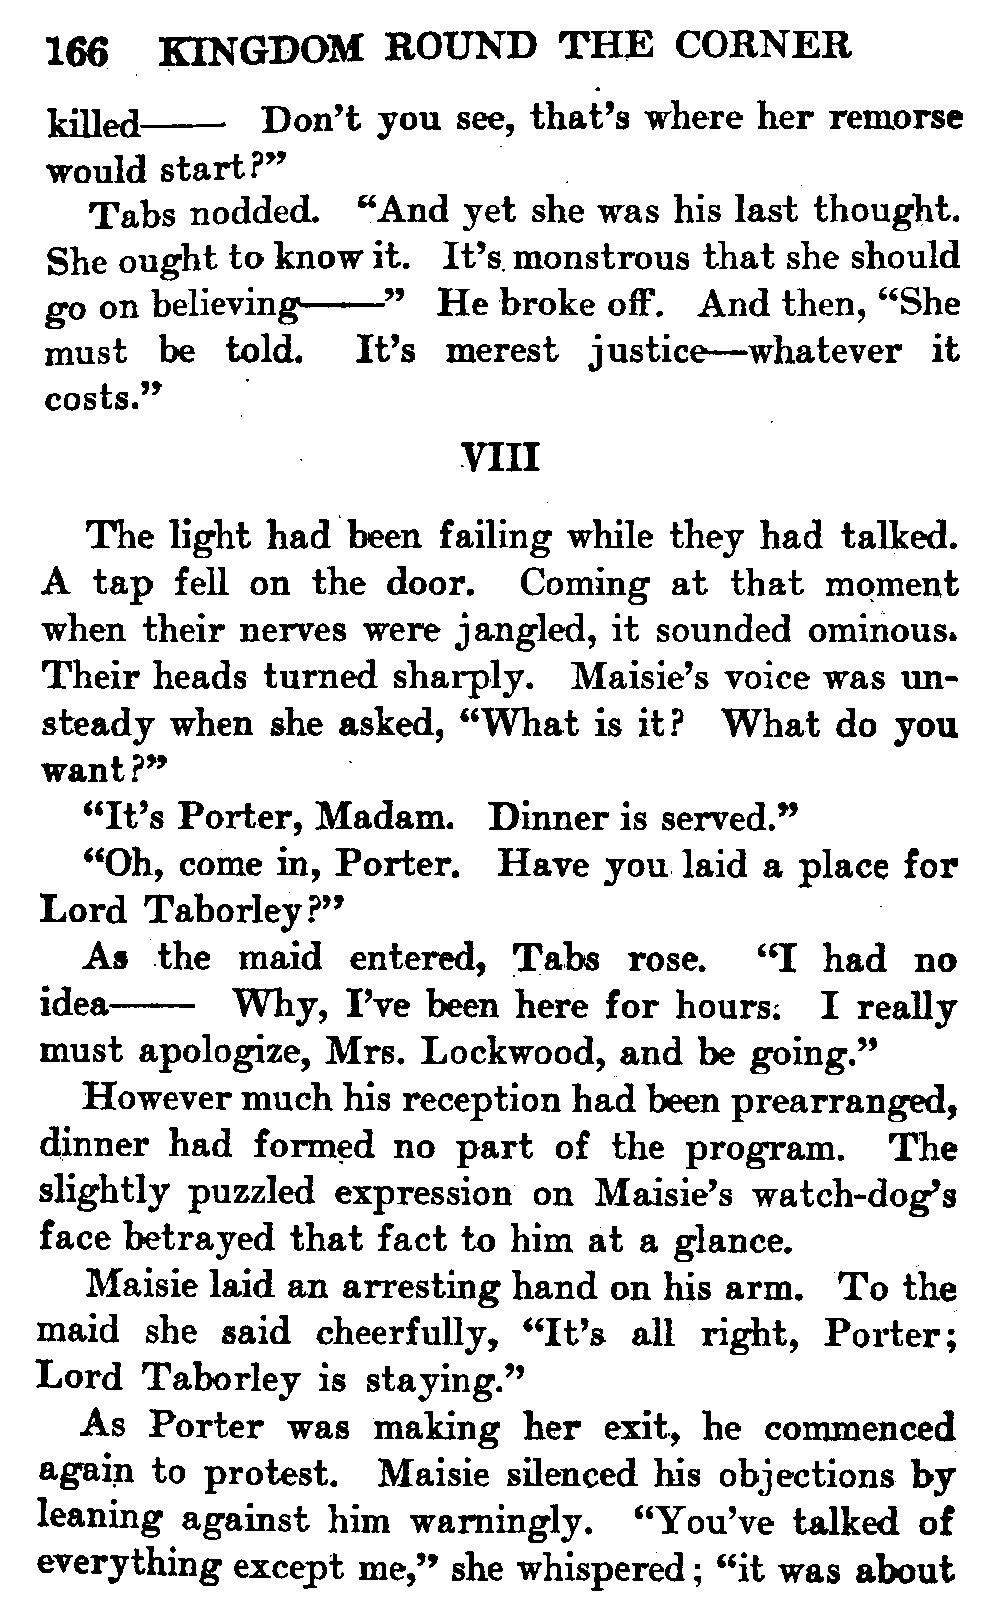 166 KINGDOM ROUND THE CORNER
killed—— Don't you see, that's where her remorse
would start?"
Tabs nodded. "And yet she was his last thought.
She ought to know it. It's monstrous that she should
go on believing——" He broke off. And then, "She
must be told. It's merest justice—whatever it
costs."
VIII
The light had been failing while they had talked.
A tap fell on the door. Coming at that moment
when their nerves were jangled, it sounded ominous.
Their heads turned sharply. Maisie's voice was un-
steady when she asked, "What is it? What do you
want?"
"It's Porter, Madam. Dinner is served."
"Oh, come in, Porter. Have you laid a place for
Lord Taborley?"
As the maid entered, Tabs rose. "I had no
idea—— Why, I've been here for hours. I really
must apologize, Mrs. Lockwood, and be going."
However much his reception had been prearranged,
dinner had formed no part of the program. The
slightly puzzled expression on Maisie's watch-dog's
face betrayed that fact to him at a glance.
Maisie laid an arresting hand on his arm. To the
maid she said cheerfully, "It's all right, Porter;
Lord Taborley is staying."
As Porter was making her exit, he commenced
again to protest. Maisie silenced his objections by
leaning against him warningly. "You've talked of
everything except me," she whispered; "it was about